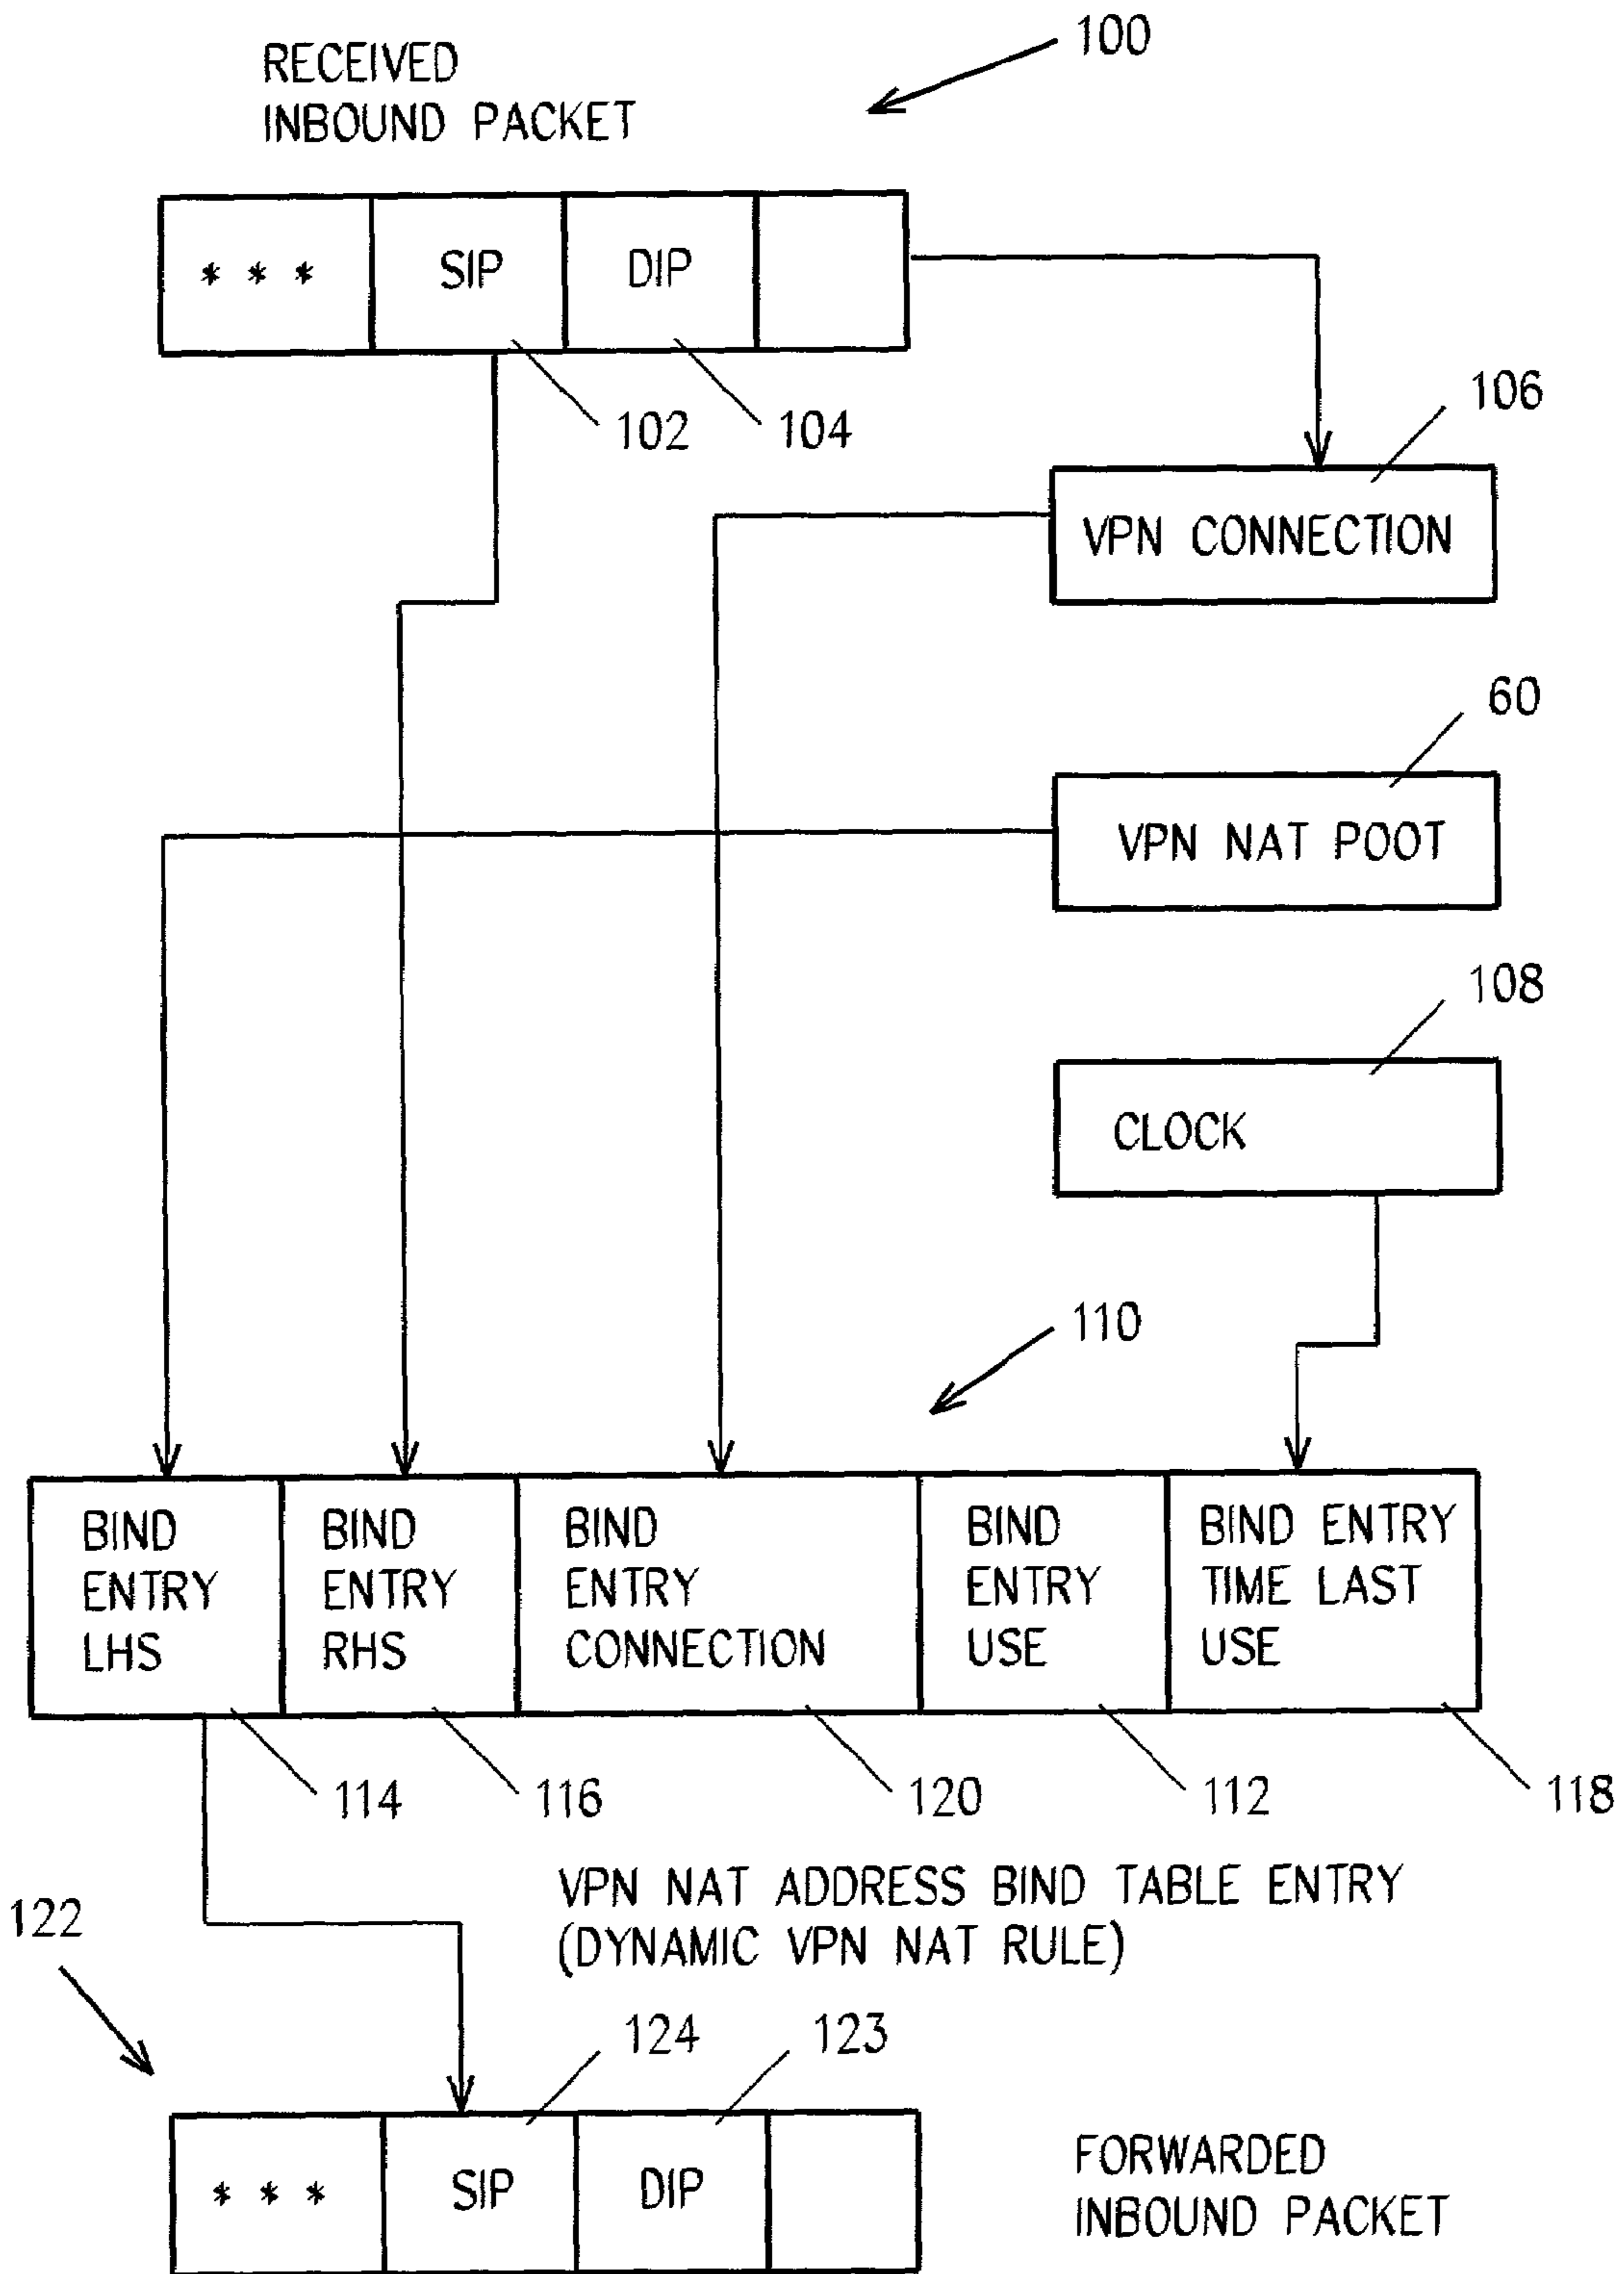 RECEIVED
INBOUND PACKET
100
* * * SIP DIP
102 104
106
VPN CONNECTION
60
VPN NAT POOT
108
CLOCK
110
BIND
ENTRY
LHS
BIND
ENTRY
RHS
BIND
ENTRY
CONNECTION
BIND
ENTRY
USE
BIND ENTRY
TIME LAST
USE
114 116 120 112 118
VPN NAT ADDRESS BIND TABLE ENTRY
(DYNAMIC VPN NAT RULE)
122
124 123
* * * SIP DIP
FORWARDED
INBOUND PACKET